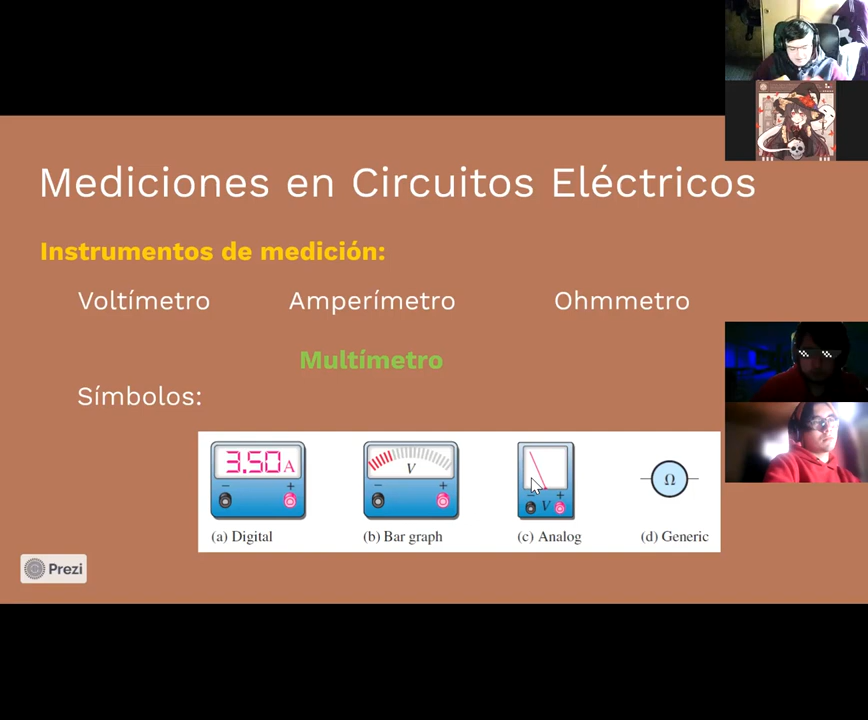 Mediciones en Circuitos Eléctricos
Instrumentos de medición:
Voltímetro Amperímetro Ohmmetro
Multímetro
Símbolos:
3.50 A V
− + − + − + V Ω
(a) Digital (b) Bar graph (c) Analog (d) Generic
Prezi